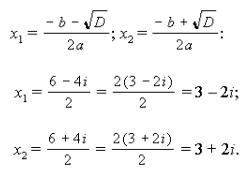 x₁ = (−b − √D) / 2a; x₂ = (−b + √D) / 2a:
x₁ = (6 − 4i) / 2 = 2(3 − 2i) / 2 = 3 − 2i;
x₂ = (6 + 4i) / 2 = 2(3 + 2i) / 2 = 3 + 2i.